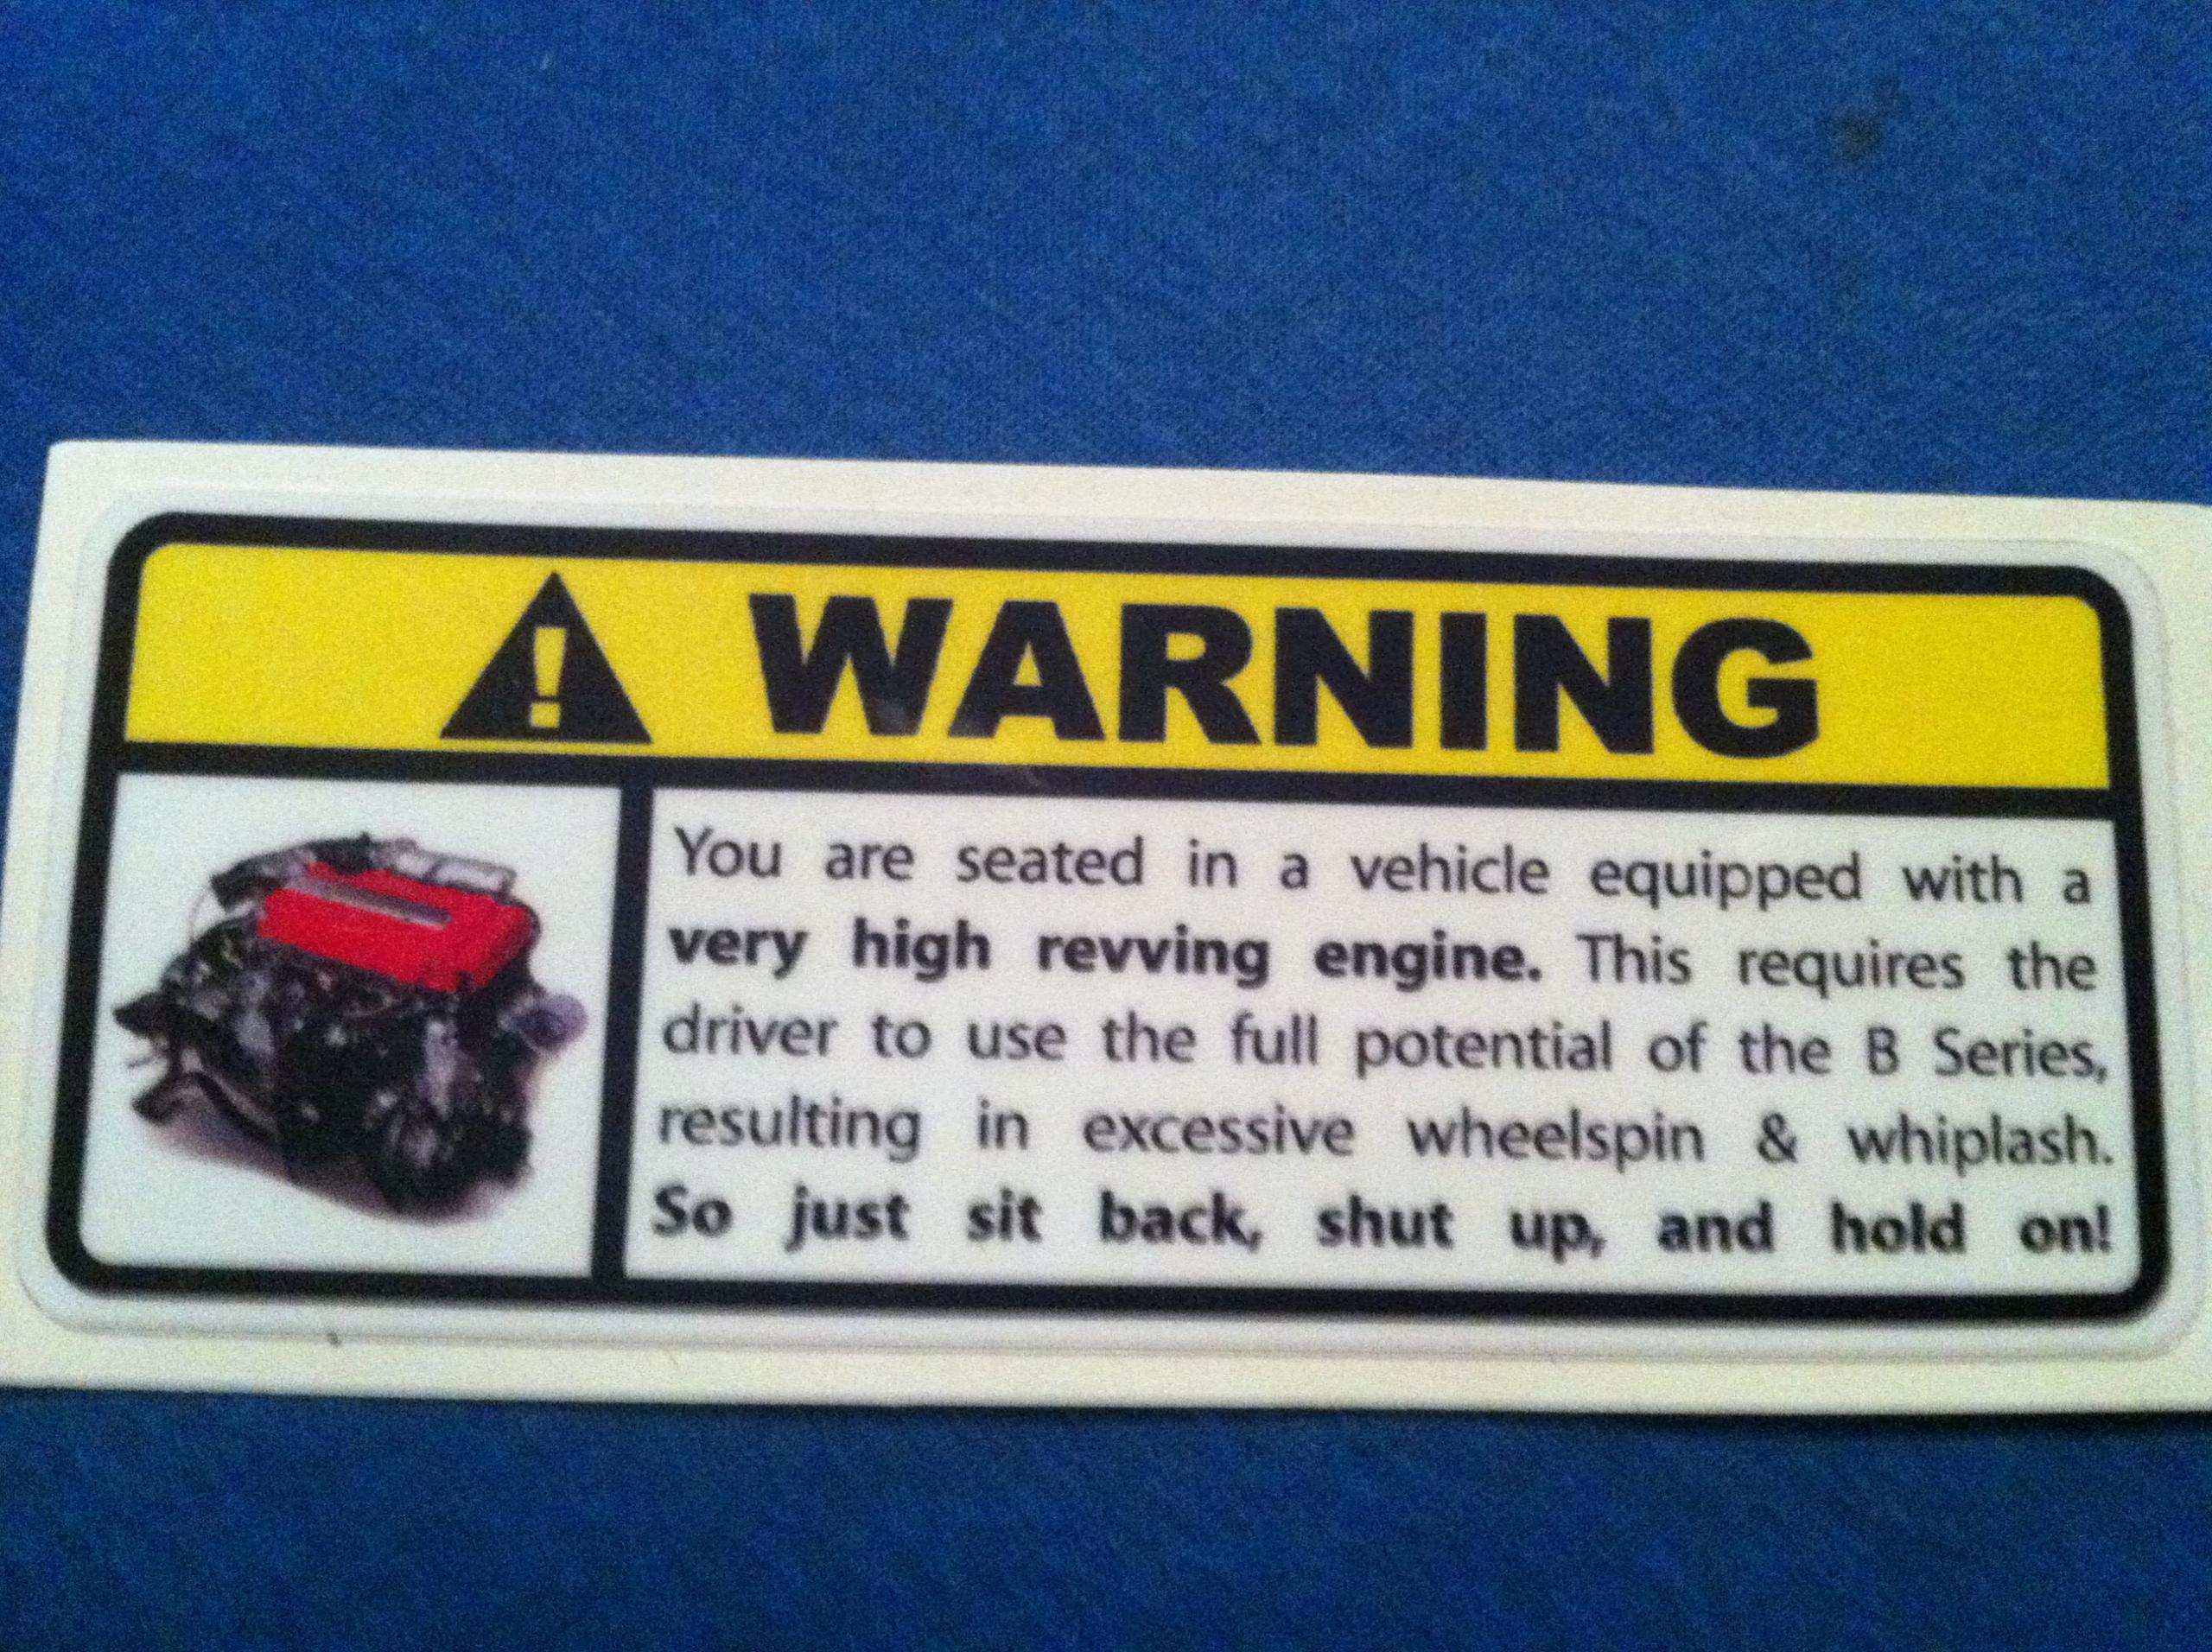 ! WARNING
You are seated in a vehicle equipped with a
very high revving engine. This requires the
driver to use the full potential of the B Series,
resulting in excessive wheelspin & whiplash.
So just sit back, shut up, and hold on!